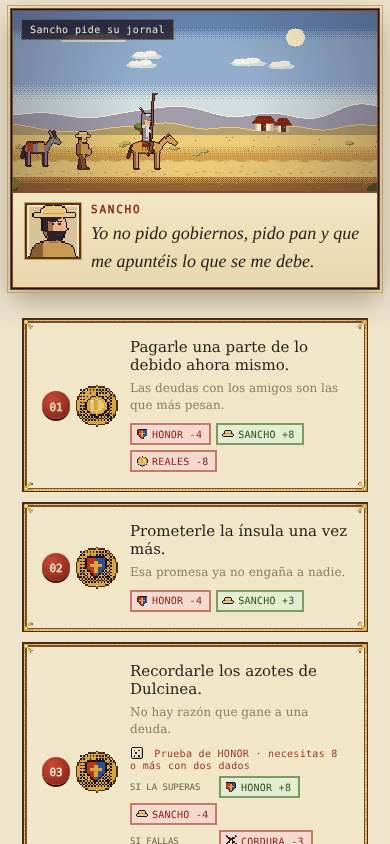 Sancho pide su jornal
SANCHO
Yo no pido gobiernos, pido pan y que
me apuntéis lo que se me debe.
01
Pagarle una parte de lo
debido ahora mismo.
Las deudas con los amigos son las
que más pesan.
HONOR -4 SANCHO +8
REALES -8
02
Prometerle la ínsula una vez
más.
Esa promesa ya no engaña a nadie.
HONOR -4 SANCHO +3
03
Recordarle los azotes de
Dulcinea.
No hay razón que gane a una
deuda.
Prueba de HONOR · necesitas 8
o más con dos dados
SI LA SUPERAS HONOR +8
SANCHO -4
SI FALLAS CORDURA -3